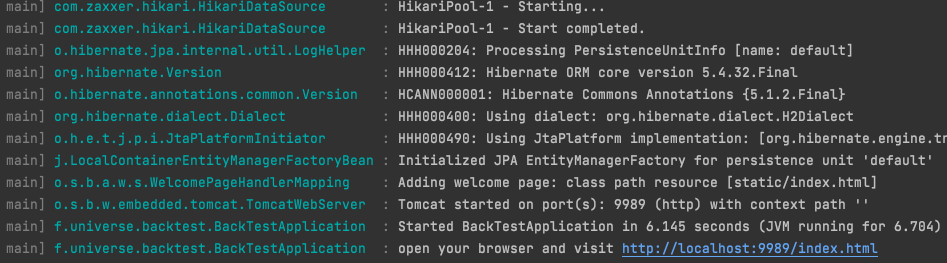 main] com.zaxxer.hikari.HikariDataSource : HikariPool-1 - Starting...
main] com.zaxxer.hikari.HikariDataSource : HikariPool-1 - Start completed.
main] o.hibernate.jpa.internal.util.LogHelper : HHH000204: Processing PersistenceUnitInfo [name: default]
main] org.hibernate.Version : HHH000412: Hibernate ORM core version 5.4.32.Final
main] o.hibernate.annotations.common.Version : HCANN000001: Hibernate Commons Annotations {5.1.2.Final}
main] org.hibernate.dialect.Dialect : HHH000400: Using dialect: org.hibernate.dialect.H2Dialect
main] o.h.e.t.j.p.i.JtaPlatformInitiator : HHH000490: Using JtaPlatform implementation: [org.hibernate.engine.tr
main] j.LocalContainerEntityManagerFactoryBean : Initialized JPA EntityManagerFactory for persistence unit 'default'
main] o.s.b.a.w.s.WelcomePageHandlerMapping : Adding welcome page: class path resource [static/index.html]
main] o.s.b.w.embedded.tomcat.TomcatWebServer : Tomcat started on port(s): 9989 (http) with context path ''
main] f.universe.backtest.BackTestApplication : Started BackTestApplication in 6.145 seconds (JVM running for 6.704)
main] f.universe.backtest.BackTestApplication : open your browser and visit http://localhost:9989/index.html